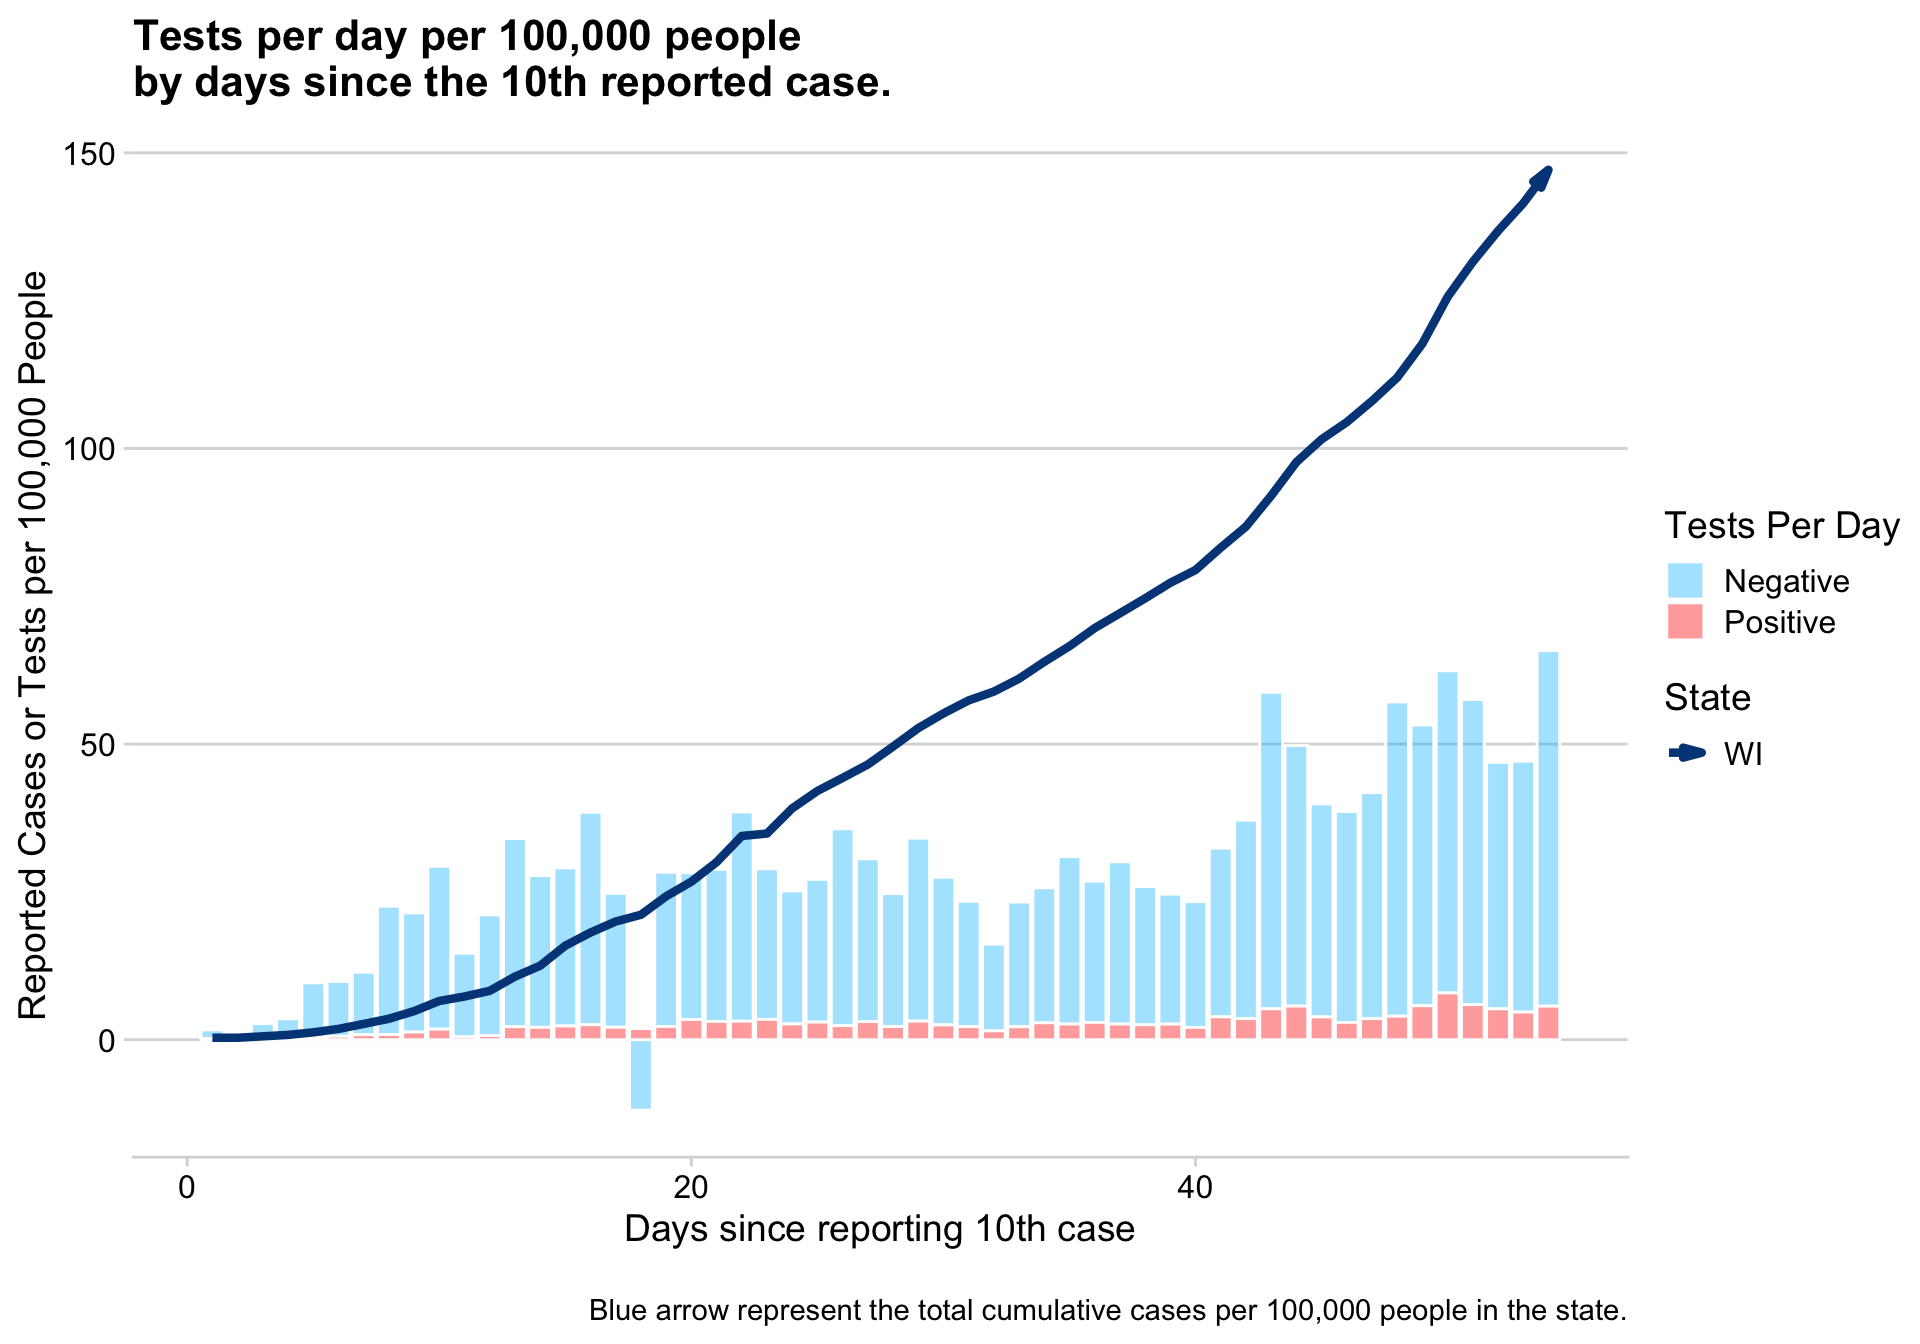 Tests per day per 100,000 people
by days since the 10th reported case.
Reported Cases or Tests per 100,000 People
150
100
50
0
0
20
40
Days since reporting 10th case
Tests Per Day
Negative
Positive
State
WI
Blue arrow represent the total cumulative cases per 100,000 people in the state.